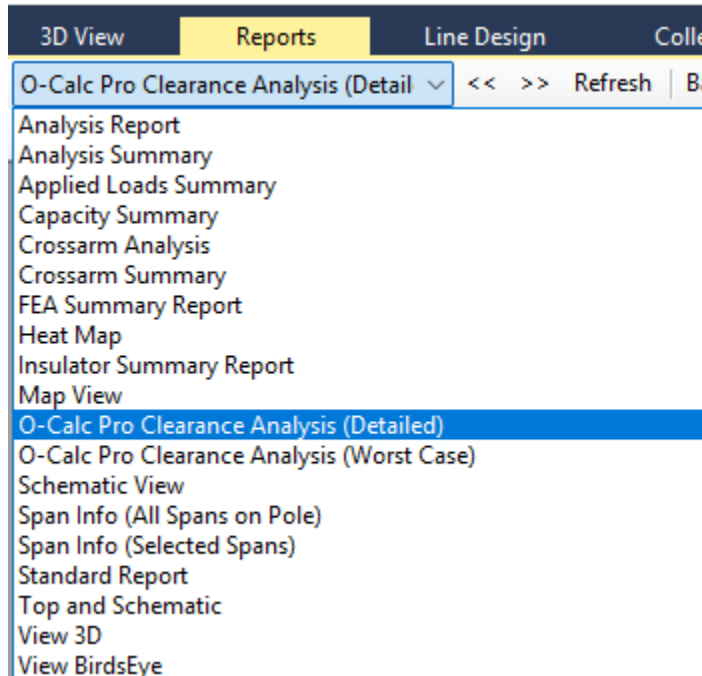 3D View Reports Line Design Colle
O-Calc Pro Clearance Analysis (Detail << >> Refresh Ba
Analysis Report
Analysis Summary
Applied Loads Summary
Capacity Summary
Crossarm Analysis
Crossarm Summary
FEA Summary Report
Heat Map
Insulator Summary Report
Map View
O-Calc Pro Clearance Analysis (Detailed)
O-Calc Pro Clearance Analysis (Worst Case)
Schematic View
Span Info (All Spans on Pole)
Span Info (Selected Spans)
Standard Report
Top and Schematic
View 3D
View BirdsEye